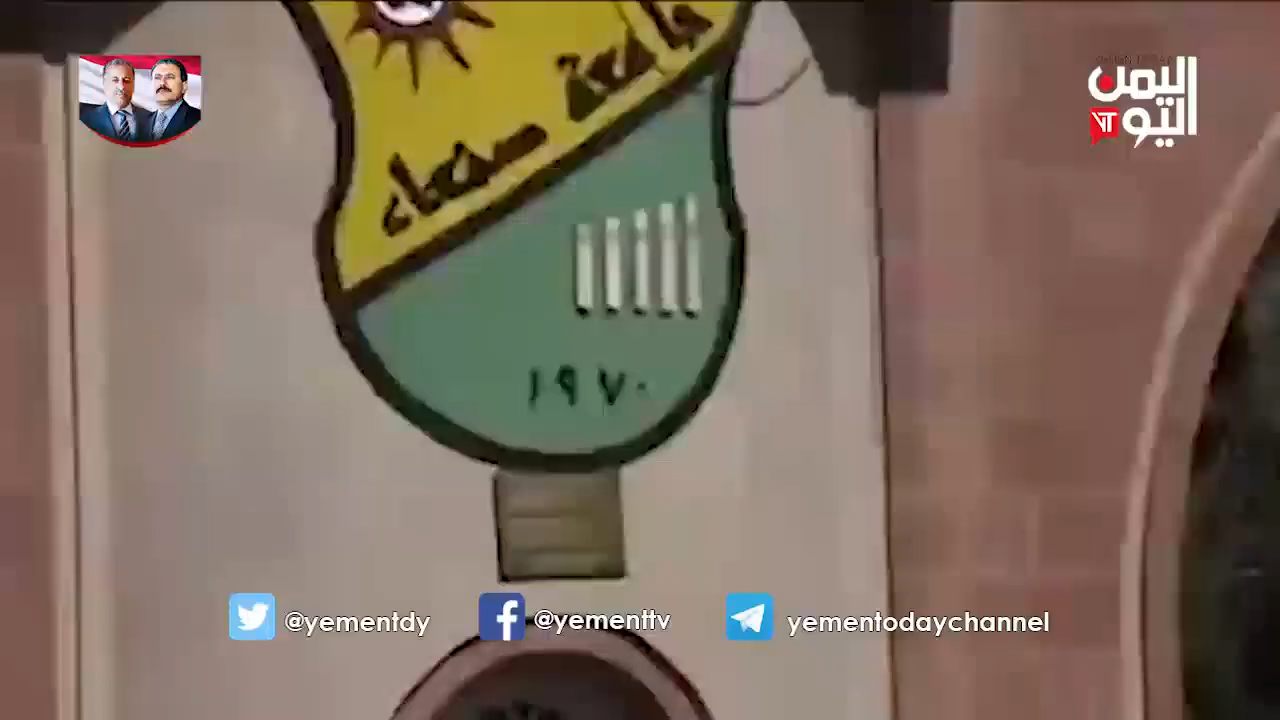 جامعة صنعاء
١٩٧٠
اليمن
اليوم
@yementdy
@yementtv
yementodaychannel